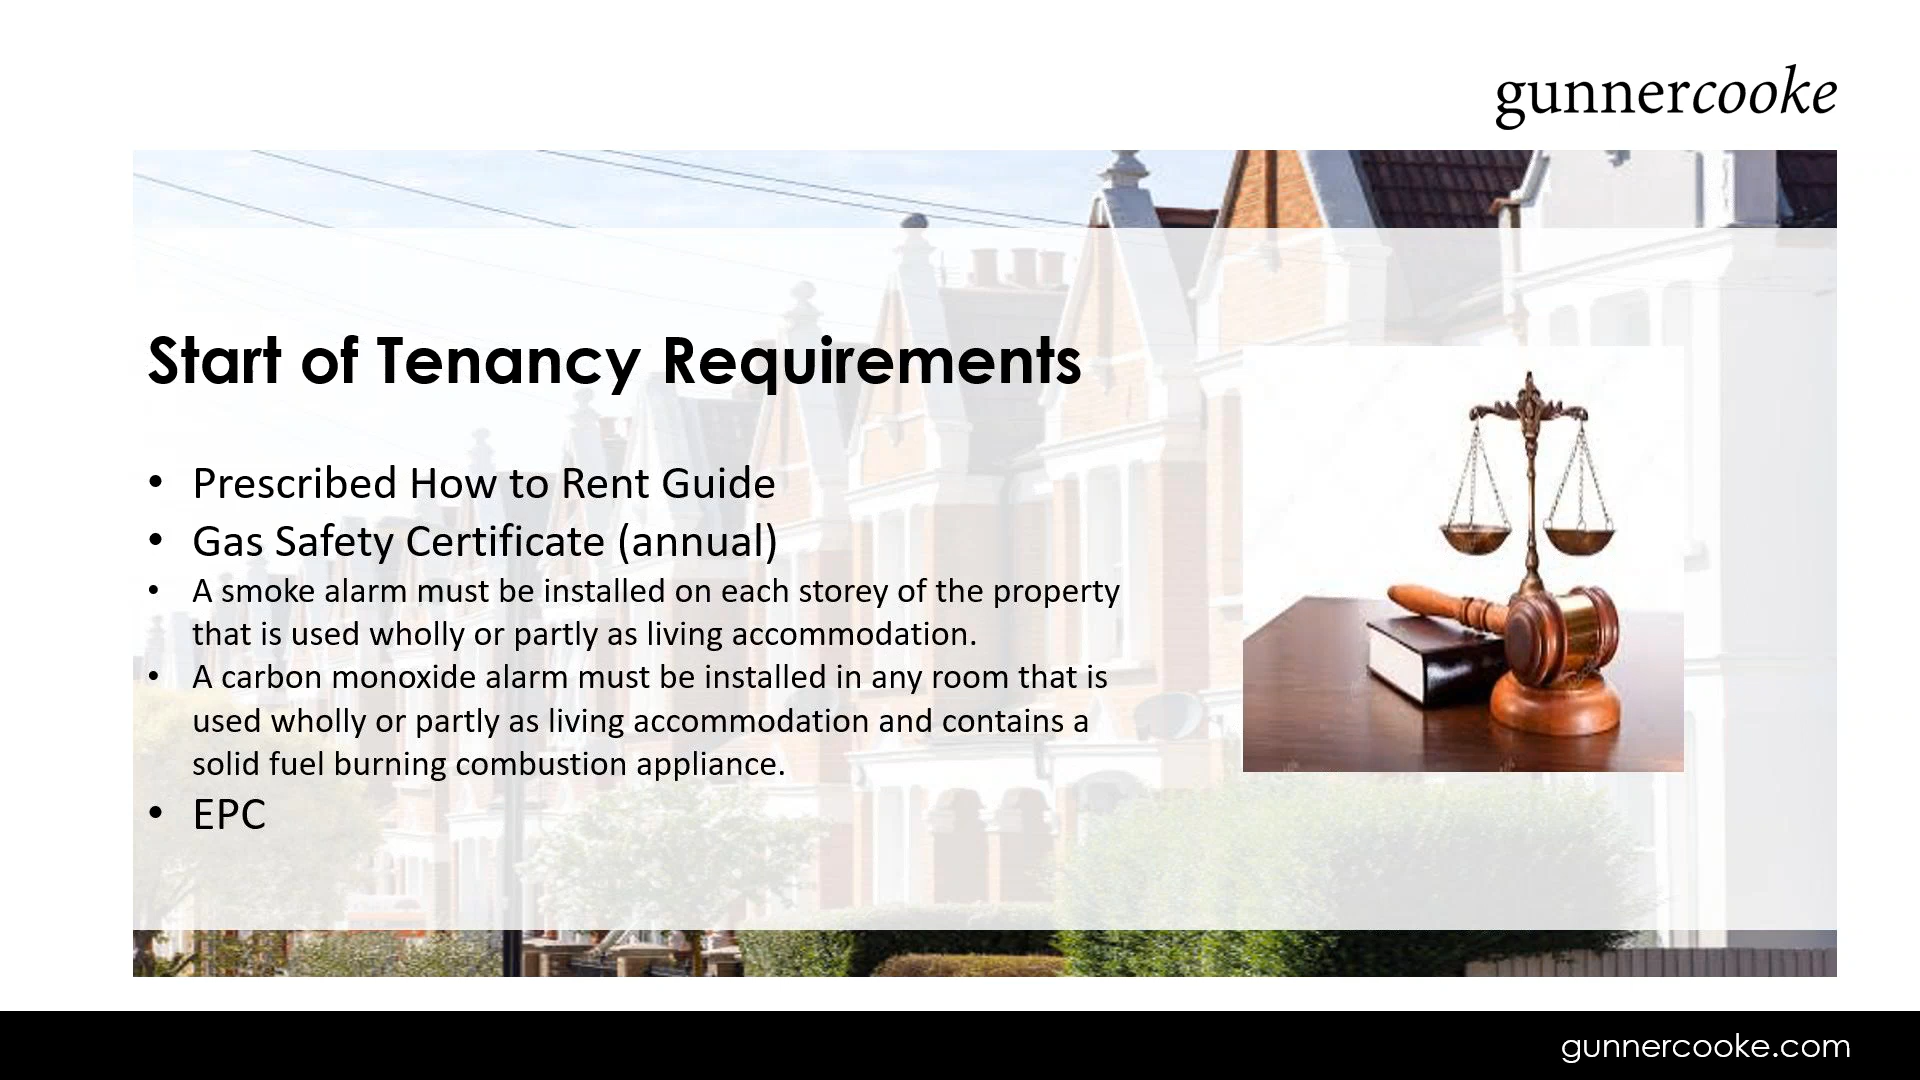 gunnercooke
Start of Tenancy Requirements
• Prescribed How to Rent Guide
• Gas Safety Certificate (annual)
• A smoke alarm must be installed on each storey of the property
that is used wholly or partly as living accommodation.
• A carbon monoxide alarm must be installed in any room that is
used wholly or partly as living accommodation and contains a
solid fuel burning combustion appliance.
• EPC
gunnercooke.com